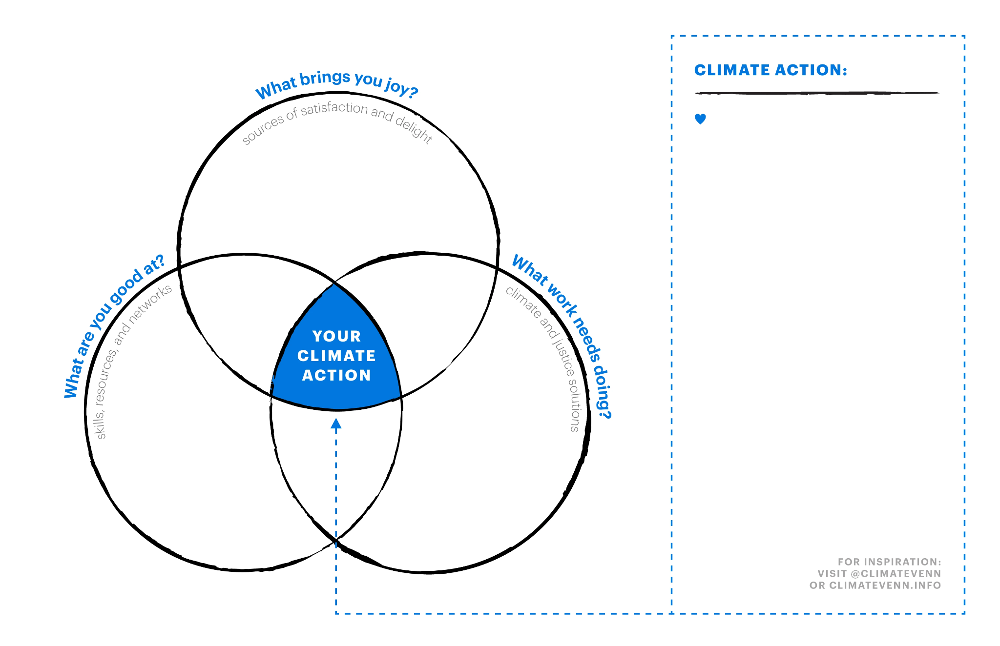 What brings you joy?
sources of satisfaction and delight
What are you good at?
skills, resources, and networks
What work needs doing?
climate and justice solutions
YOUR
CLIMATE
ACTION
CLIMATE ACTION:
FOR INSPIRATION:
VISIT @CLIMATEVENN
OR CLIMATEVENN.INFO